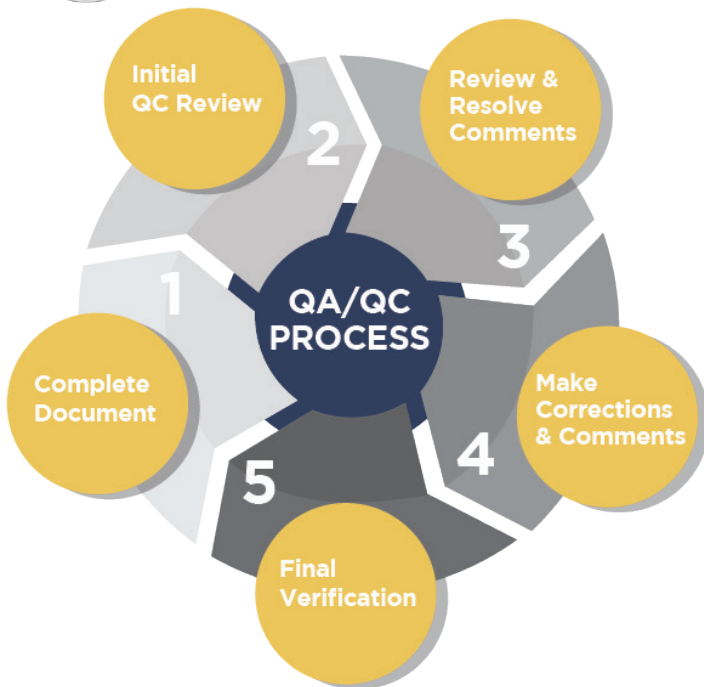 QA/QC
PROCESS
1
Complete
Document
2
Initial
QC Review
3
Review &
Resolve
Comments
4
Make
Corrections
& Comments
5
Final
Verification